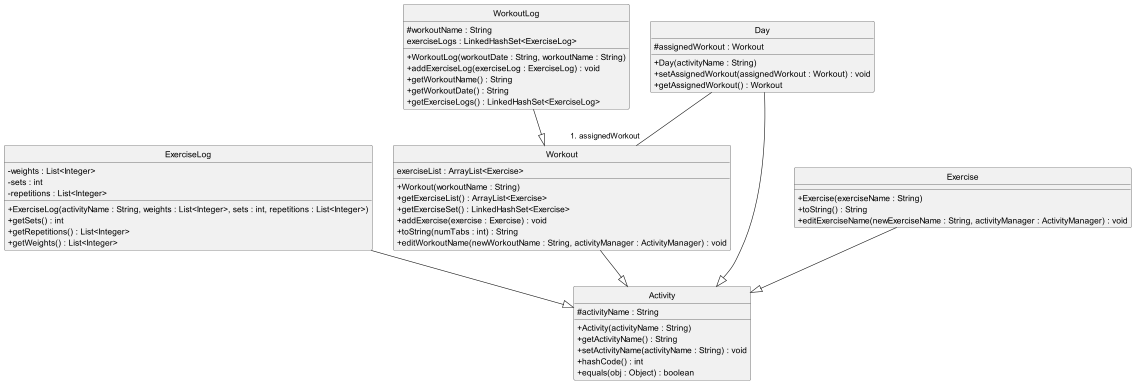 WorkoutLog
#workoutName : String
exerciseLogs : LinkedHashSet<ExerciseLog>
+WorkoutLog(workoutDate : String, workoutName : String)
+addExerciseLog(exerciseLog : ExerciseLog) : void
+getWorkoutName() : String
+getWorkoutDate() : String
+getExerciseLogs() : LinkedHashSet<ExerciseLog>
Day
#assignedWorkout : Workout
+Day(activityName : String)
+setAssignedWorkout(assignedWorkout : Workout) : void
+getAssignedWorkout() : Workout
1. assignedWorkout
ExerciseLog
-weights : List<Integer>
-sets : int
-repetitions : List<Integer>
+ExerciseLog(activityName : String, weights : List<Integer>, sets : int, repetitions : List<Integer>)
+getSets() : int
+getRepetitions() : List<Integer>
+getWeights() : List<Integer>
Workout
exerciseList : ArrayList<Exercise>
+Workout(workoutName : String)
+getExerciseList() : ArrayList<Exercise>
+getExerciseSet() : LinkedHashSet<Exercise>
+addExercise(exercise : Exercise) : void
+toString(numTabs : int) : String
+editWorkoutName(newWorkoutName : String, activityManager : ActivityManager) : void
Exercise
+Exercise(exerciseName : String)
+toString() : String
+editExerciseName(newExerciseName : String, activityManager : ActivityManager) : void
Activity
#activityName : String
+Activity(activityName : String)
+getActivityName() : String
+setActivityName(activityName : String) : void
+hashCode() : int
+equals(obj : Object) : boolean